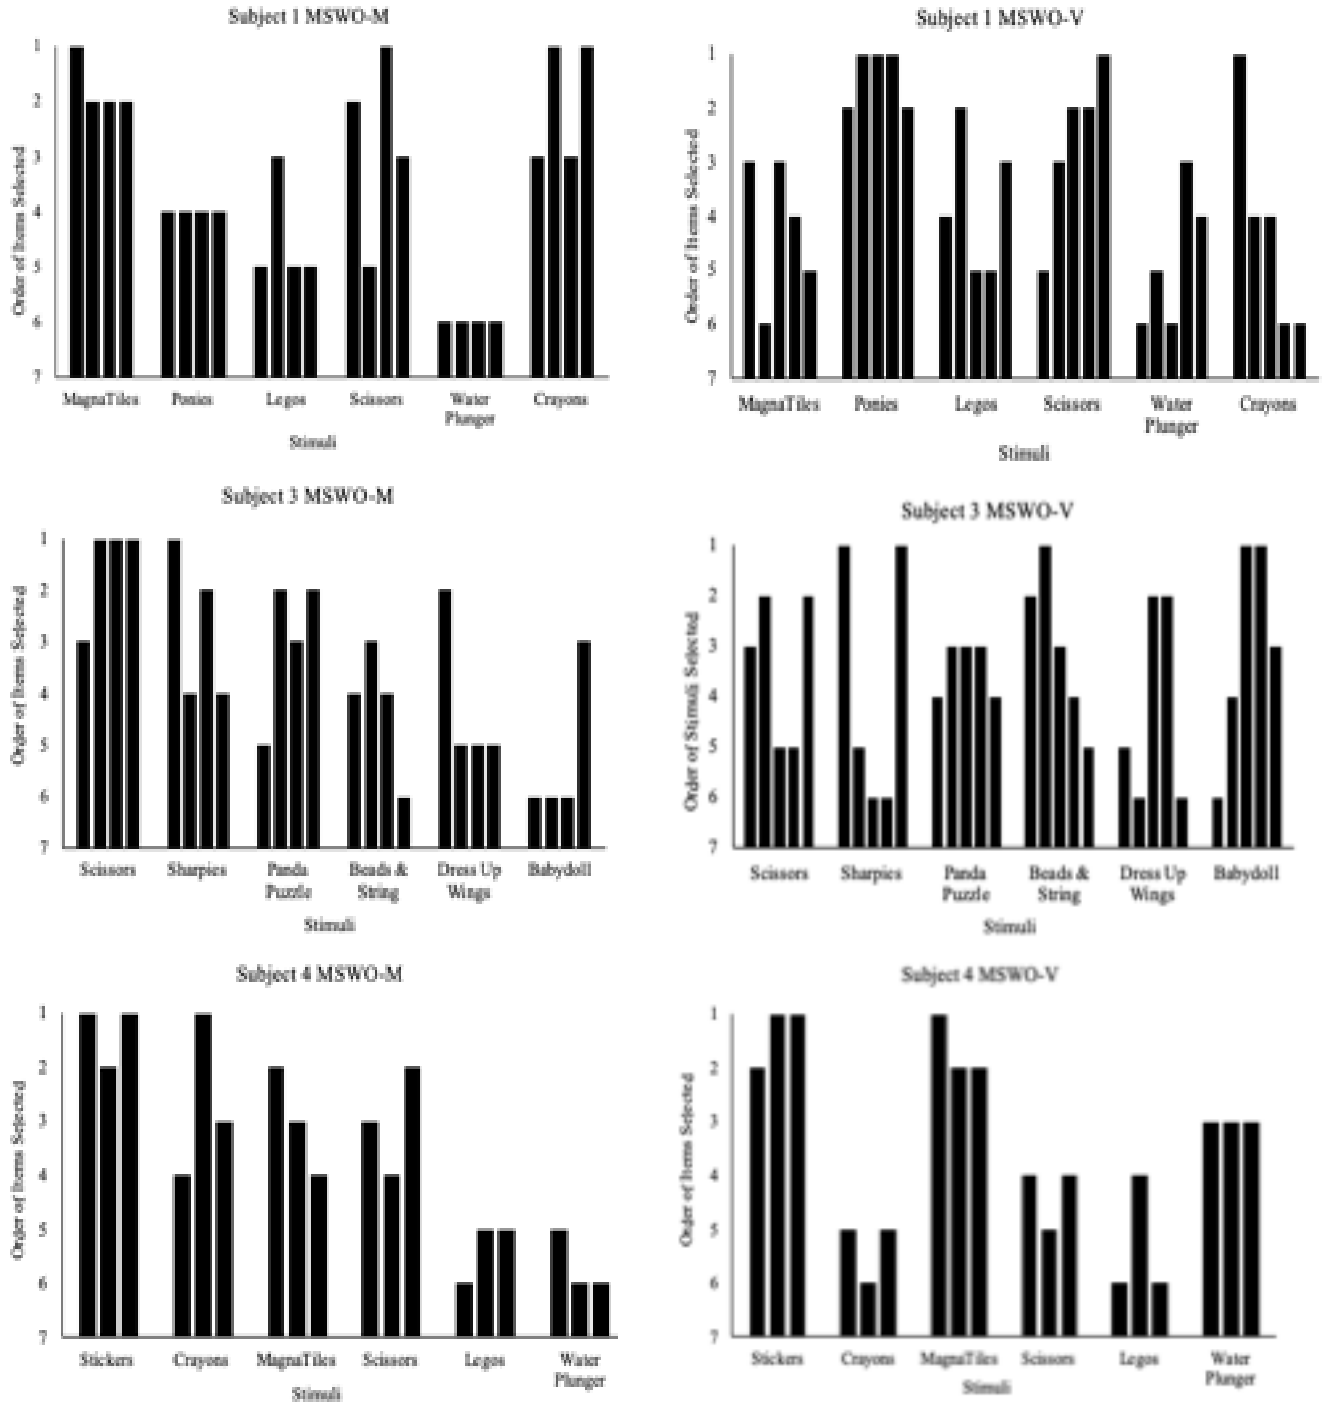 Subject 1 MSWO-M
Order of Items Selected
1
2
3
4
5
6
7
MagnaTiles
Ponies
Legos
Scissors
Water
Plunger
Crayons
Stimuli
Subject 1 MSWO-V
Order of Items Selected
1
2
3
4
5
6
7
MagnaTiles
Ponies
Legos
Scissors
Water
Plunger
Crayons
Stimuli
Subject 3 MSWO-M
Order of Items Selected
1
2
3
4
5
6
7
Scissors
Sharpies
Panda
Puzzle
Beads &
String
Dress Up
Wings
Babydoll
Stimuli
Subject 3 MSWO-V
Order of Stimuli Selected
1
2
3
4
5
6
7
Scissors
Sharpies
Panda
Puzzle
Beads &
String
Dress Up
Wings
Babydoll
Stimuli
Subject 4 MSWO-M
Order of Items Selected
1
2
3
4
5
6
7
Stickers
Crayons
MagnaTiles
Scissors
Legos
Water
Plunger
Stimuli
Subject 4 MSWO-V
Order of Items Selected
1
2
3
4
5
6
7
Stickers
Crayons
MagnaTiles
Scissors
Legos
Water
Plunger
Stimuli